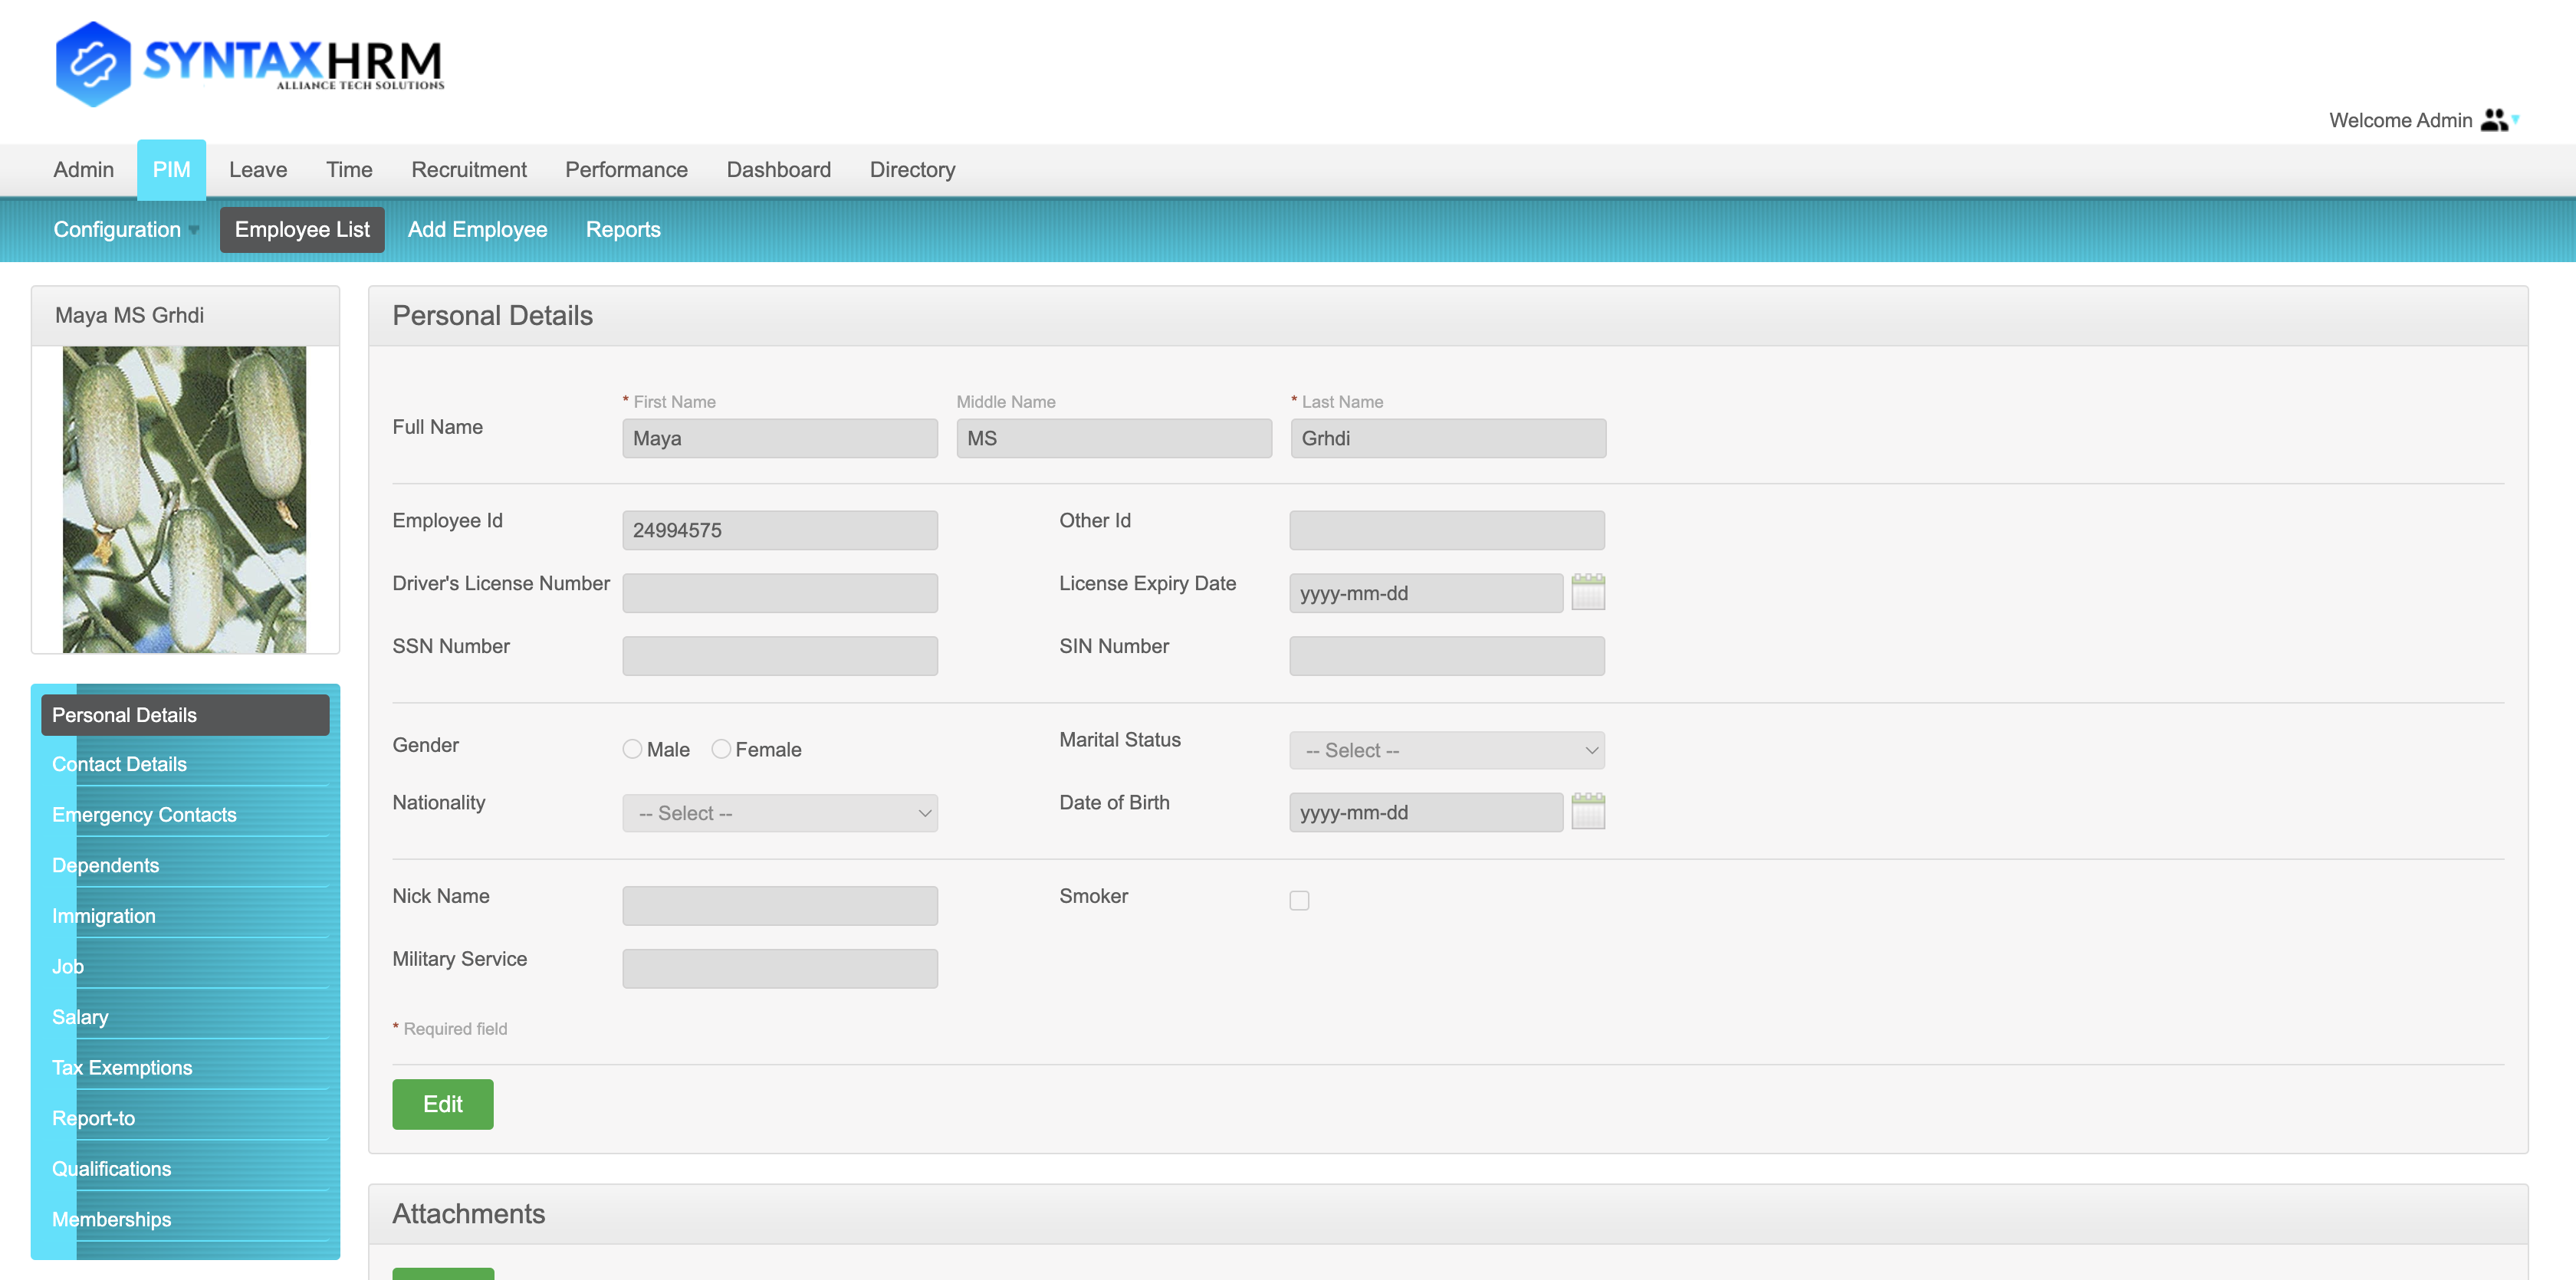 SYNTAXHRM
ALLIANCE TECH SOLUTIONS
Welcome Admin
Admin PIM Leave Time Recruitment Performance Dashboard Directory
Configuration Employee List Add Employee Reports
Maya MS Grhdi
Personal Details
Contact Details
Emergency Contacts
Dependents
Immigration
Job
Salary
Tax Exemptions
Report-to
Qualifications
Memberships
Personal Details
* First Name Middle Name * Last Name
Full Name Maya MS Grhdi
Employee Id 24994575 Other Id
Driver's License Number License Expiry Date yyyy-mm-dd
SSN Number SIN Number
Gender Male Female Marital Status -- Select --
Nationality -- Select -- Date of Birth yyyy-mm-dd
Nick Name Smoker
Military Service
* Required field
Edit
Attachments